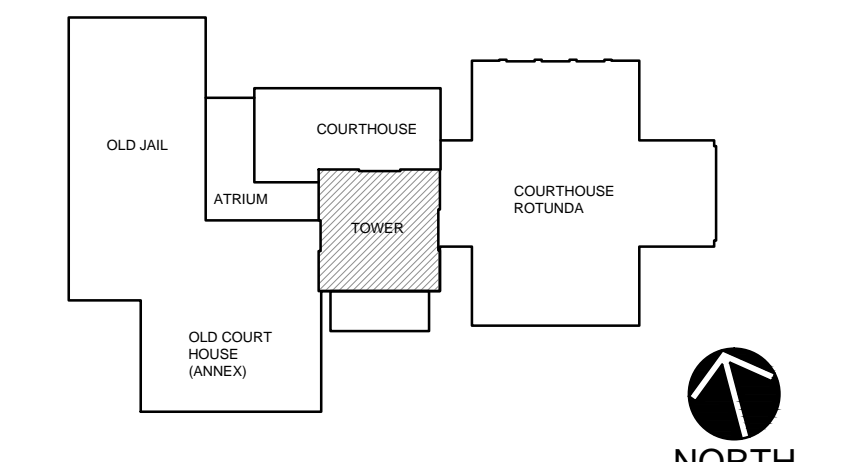 COURTHOUSE
OLD JAIL
ATRIUM
COURTHOUSE
ROTUNDA
TOWER
OLD COURT
HOUSE
(ANNEX)
NORTH